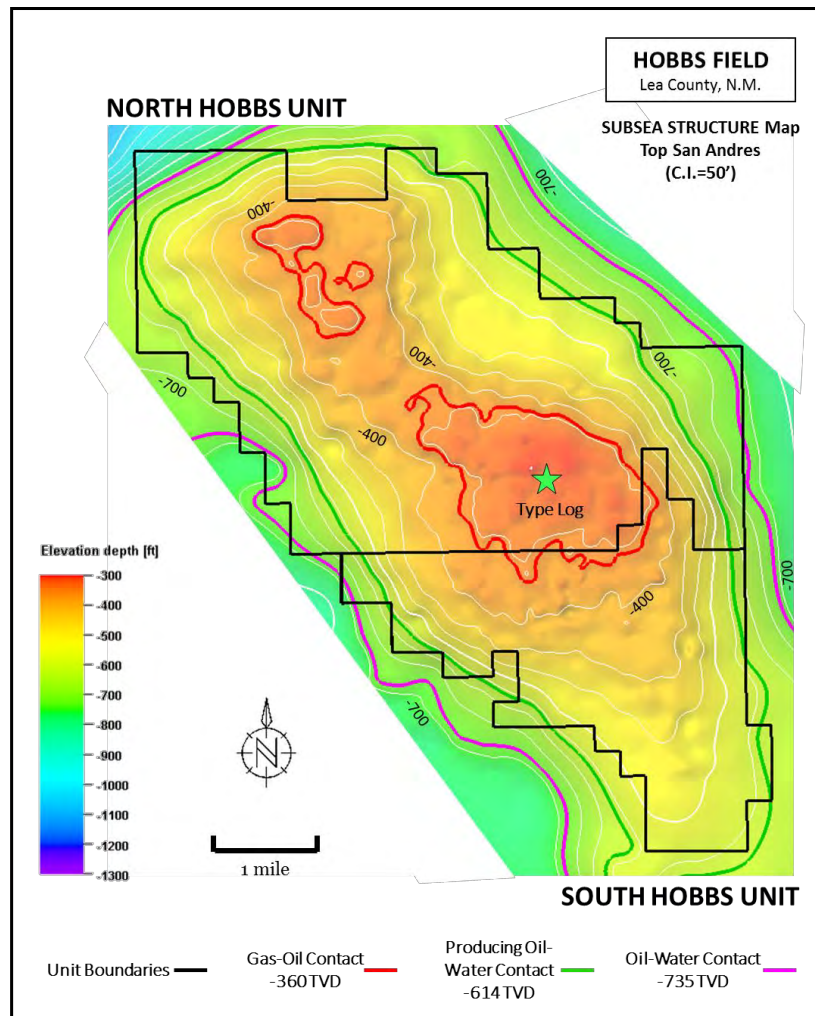 HOBBS FIELD
Lea County, N.M.
NORTH HOBBS UNIT
SUBSEA STRUCTURE Map
Top San Andres
(C.I.=50')
-700
-400
-400
-700
-700
-400
Type Log
Elevation depth [ft]
-300
-400
-500
-600
-700
-800
-900
-1000
-1100
-1200
-1300
-700
-400
-700
N
1 mile
SOUTH HOBBS UNIT
Unit Boundaries
Gas-Oil Contact
-360 TVD
Producing Oil-
Water Contact
-614 TVD
Oil-Water Contact
-735 TVD